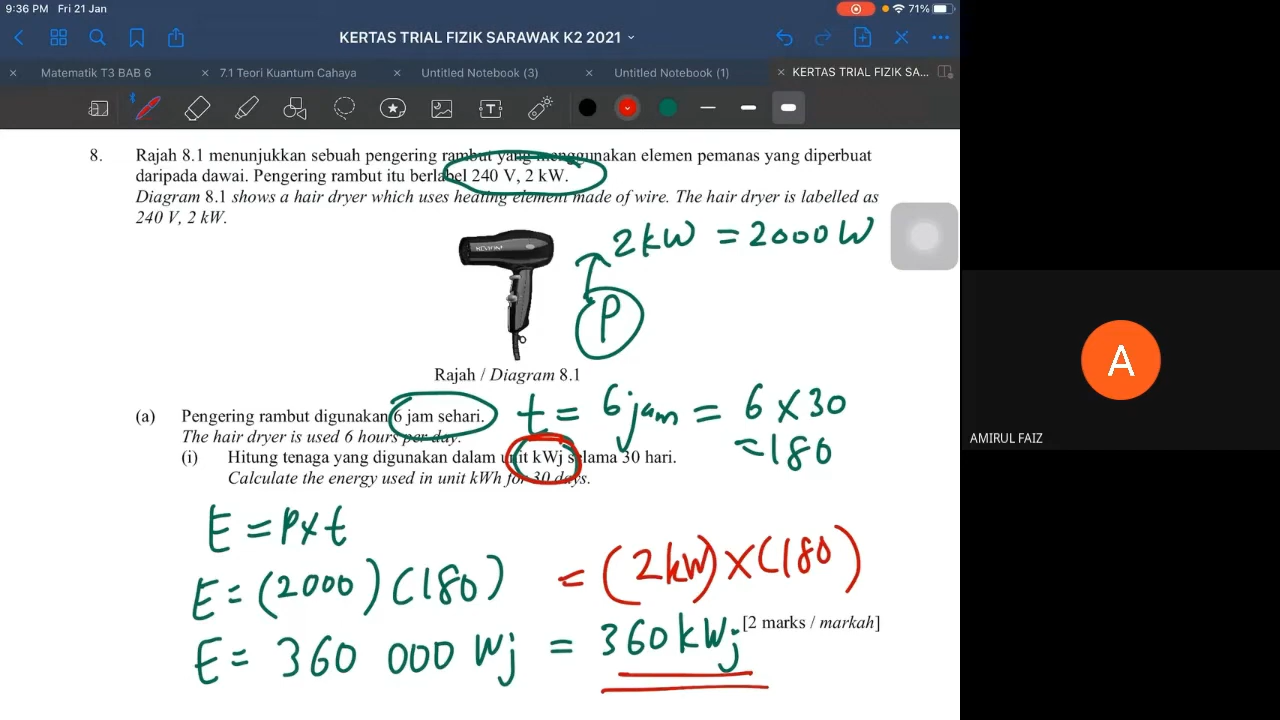 9:36 PM Fri 21 Jan
71%
KERTAS TRIAL FIZIK SARAWAK K2 2021
Matematik T3 BAB 6
7.1 Teori Kuantum Cahaya
Untitled Notebook (3)
Untitled Notebook (1)
KERTAS TRIAL FIZIK SA...
8. Rajah 8.1 menunjukkan sebuah pengering rambut yang menggunakan elemen pemanas yang diperbuat
daripada dawai. Pengering rambut itu berlabel 240 V, 2 kW.
Diagram 8.1 shows a hair dryer which uses heating element made of wire. The hair dryer is labelled as
240 V, 2 kW.
2kW = 2000W
REVLON
P
Rajah / Diagram 8.1
(a) Pengering rambut digunakan 6 jam sehari.
t = 6 jam = 6 x 30
The hair dryer is used 6 hours per day.
= 180
(i) Hitung tenaga yang digunakan dalam unit kWj selama 30 hari.
Calculate the energy used in unit kWh for 30 days.
E = P x t
E = (2000) (180) = (2kW) x (180)
[2 marks / markah]
E = 360 000 Wj = 360kWj
A
AMIRUL FAIZ